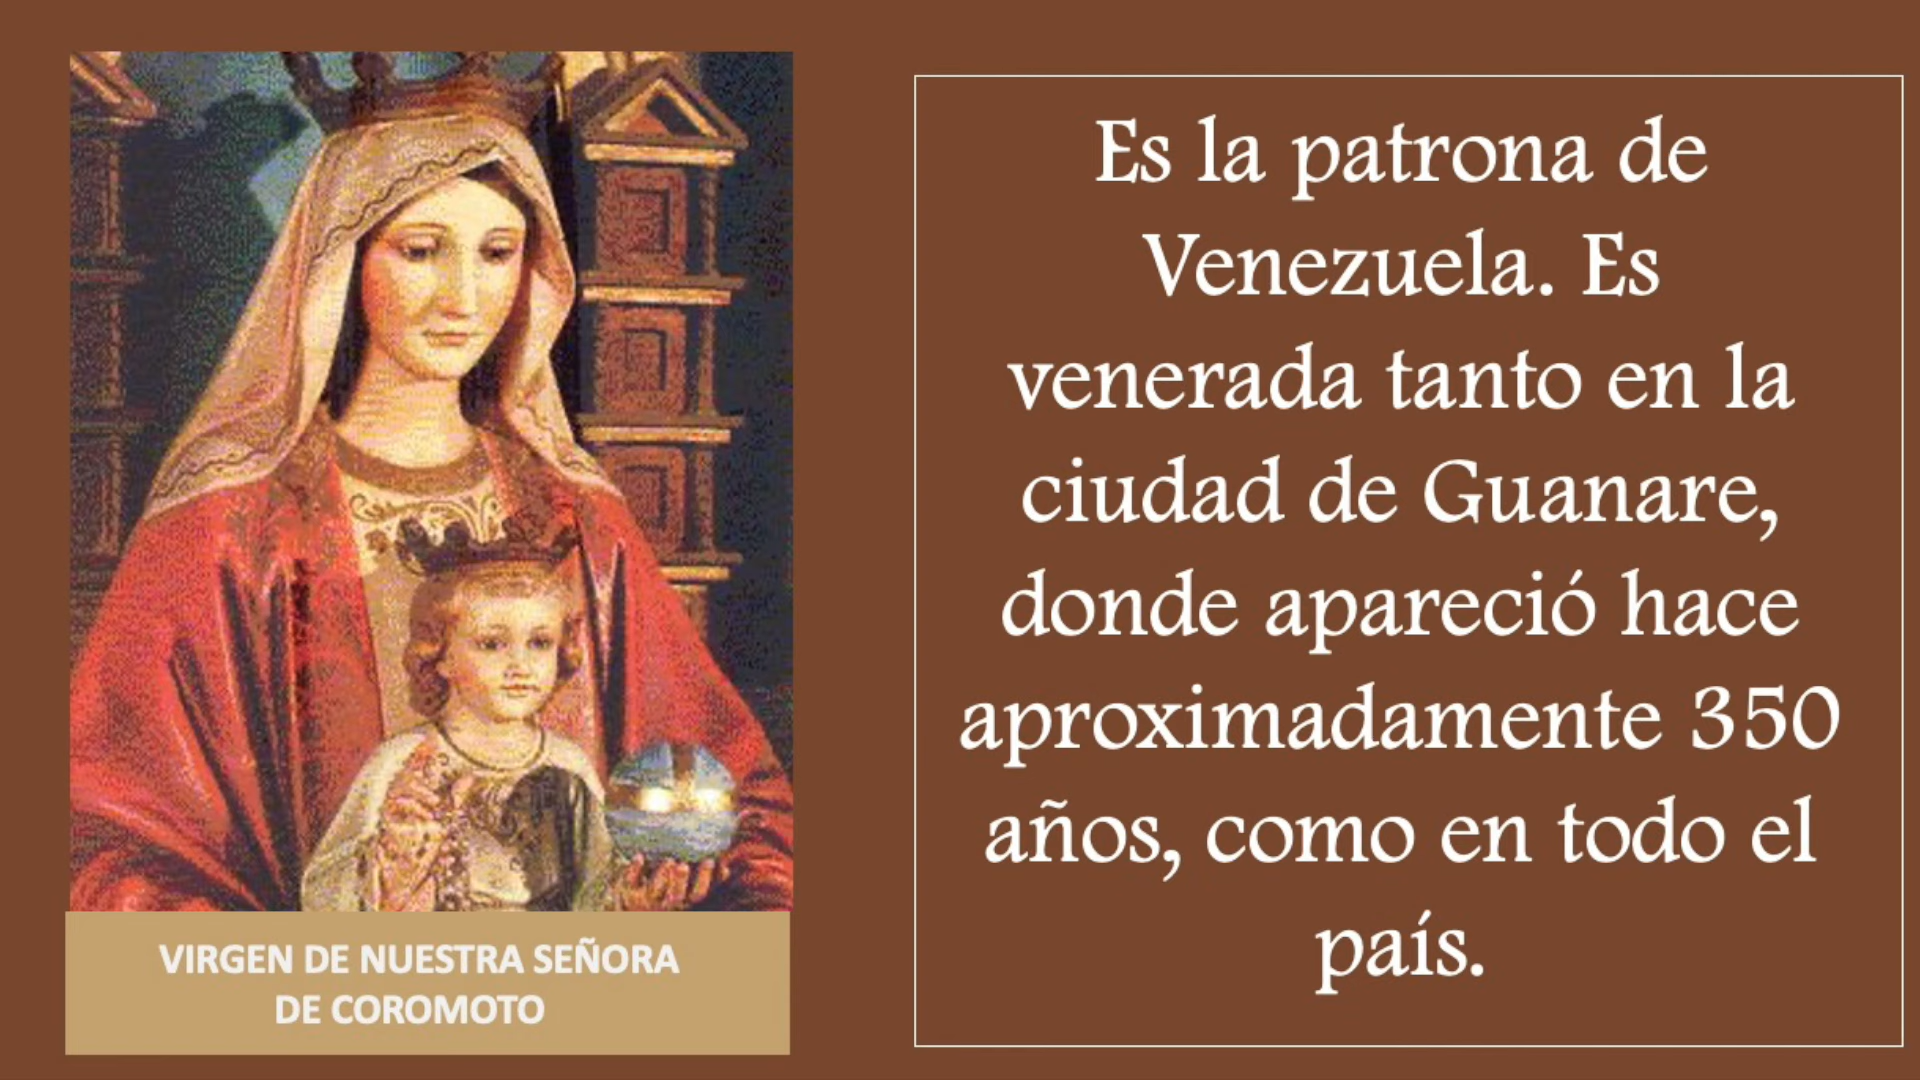 VIRGEN DE NUESTRA SEÑORA
DE COROMOTO
Es la patrona de
Venezuela. Es
venerada tanto en la
ciudad de Guanare,
donde apareció hace
aproximadamente 350
años, como en todo el
país.